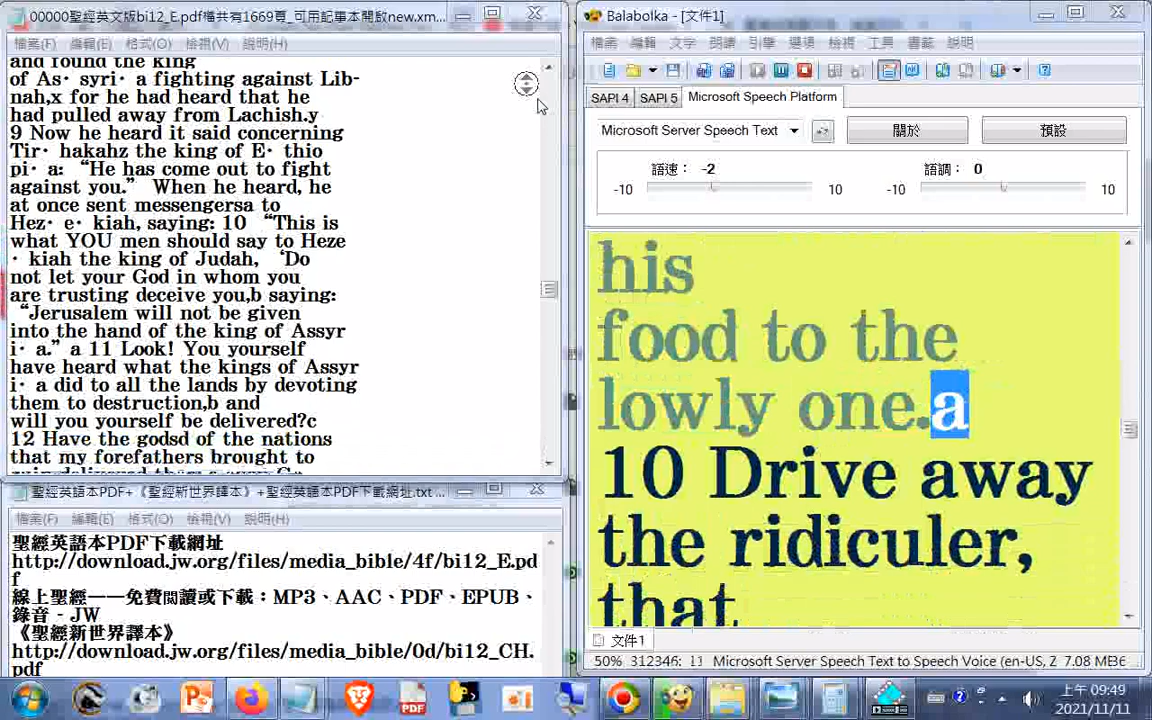 00000聖經英文版bi12_E.pdf檔共有1669頁_可用記事本開啟new.xm...
檔案(F) 編輯(E) 格式(O) 檢視(V) 說明(H)
and found the king
of As· syri· a fighting against Lib-
nah,x for he had heard that he
had pulled away from Lachish.y
9 Now he heard it said concerning
Tir· hakahz the king of E· thio
pi· a: “He has come out to fight
against you.” When he heard, he
at once sent messengersa to
Hez· e· kiah, saying: 10 “This is
what YOU men should say to Heze
· kiah the king of Judah, ‘Do
not let your God in whom you
are trusting deceive you,b saying:
“Jerusalem will not be given
into the hand of the king of Assyr
i· a.” a 11 Look! You yourself
have heard what the kings of Assyr
i· a did to all the lands by devoting
them to destruction,b and
will you yourself be delivered?c
12 Have the godsd of the nations
that my forefathers brought to
聖經英語本PDF+《聖經新世界譯本》+聖經英語本PDF下載網址.txt ...
檔案(F) 編輯(E) 格式(O) 檢視(V) 說明(H)
聖經英語本PDF下載網址
http://download.jw.org/files/media_bible/4f/bi12_E.pd
f
線上聖經——免費閱讀或下載：MP3、AAC、PDF、EPUB、
錄音 - JW
《聖經新世界譯本》
http://download.jw.org/files/media_bible/0d/bi12_CH.
pdf
Balabolka - [文件1]
檔案 編輯 文字 朗讀 引擎 選項 檢視 工具 書籤 說明
SAPI 4 SAPI 5 Microsoft Speech Platform
Microsoft Server Speech Text 關於 預設
語速： -2 語調： 0
-10 10 -10 10
his
food to the
lowly one.a
10 Drive away
the ridiculer,
that
文件1
50% 312346: 11 Microsoft Server Speech Text to Speech Voice (en-US, Z 7.08 MB
PDF
上午 09:49
2021/11/11